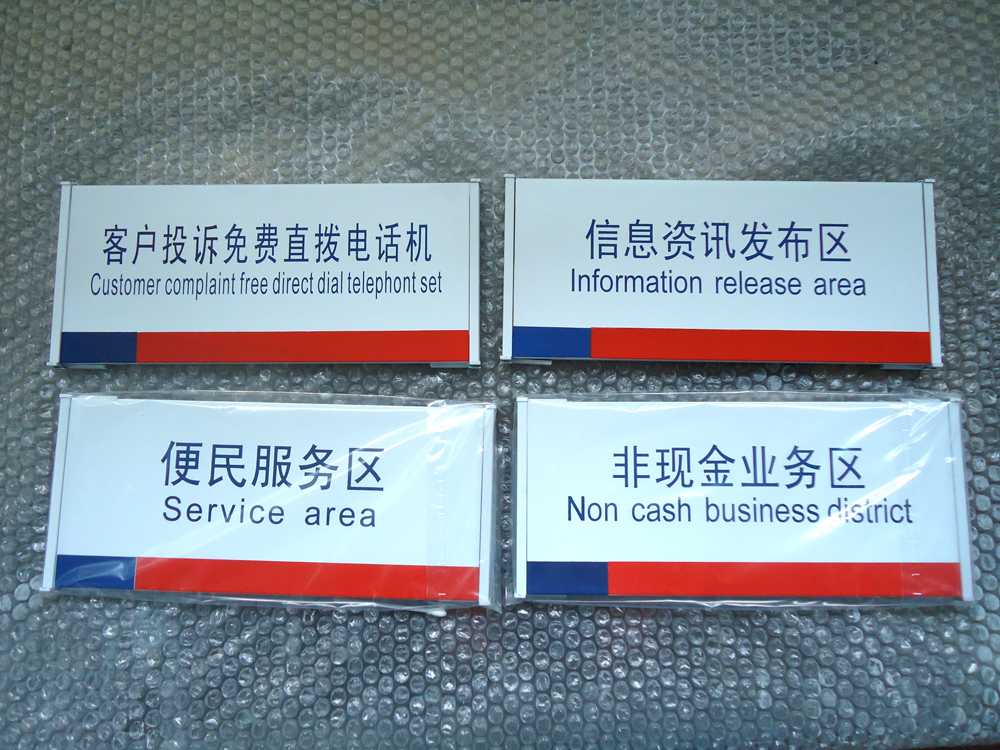 客户投诉免费直拨电话机
Customer complaint free direct dial telephont set
信息资讯发布区
Information release area
便民服务区
Service area
非现金业务区
Non cash business district